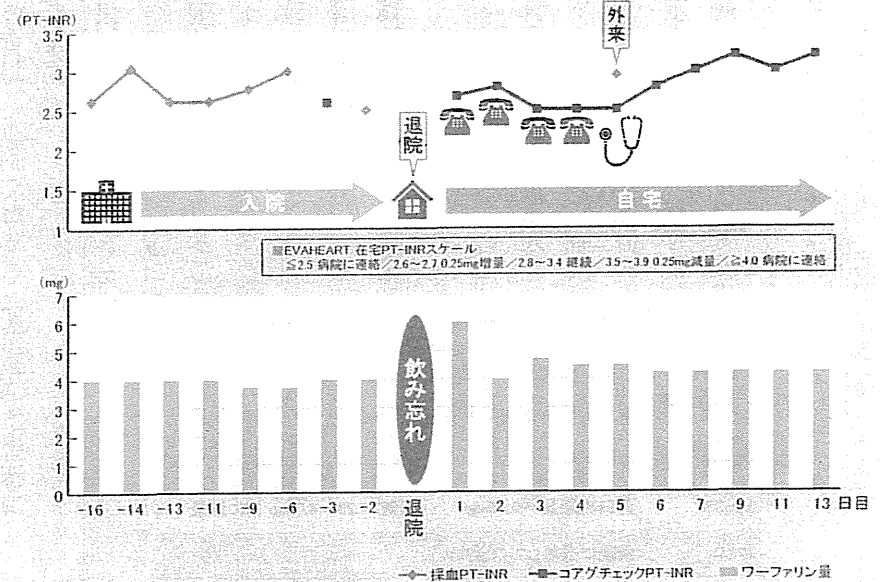 (PT-INR)
3.5
3
2.5
2
1.5
1
外来
退院
入院
自宅
■EVAHEART 在宅PT-INRスケール
≦2.5 病院に連絡／2.6～2.7 0.25mg増量／2.8～3.4 継続／3.5～3.9 0.25mg減量／≧4.0 病院に連絡
(mg)
7
6
5
4
3
2
1
0
飲み忘れ
-16 -14 -13 -11 -9 -6 -3 -2 退院 1 2 3 4 5 6 7 9 11 13 日目
採血PT-INR コアグチェックPT-INR ワーファリン量